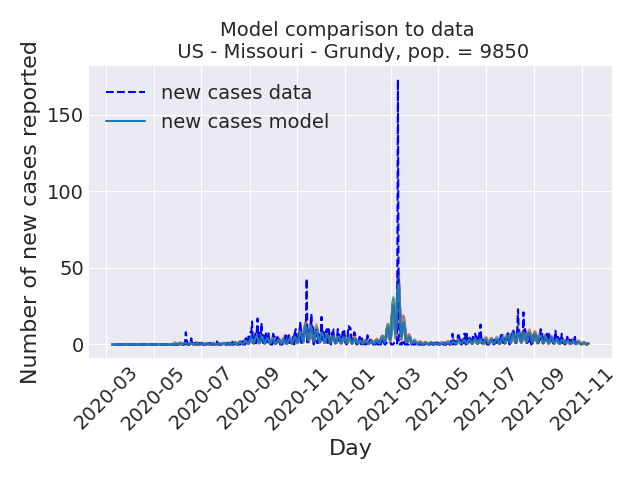 Model comparison to data
US - Missouri - Grundy, pop. = 9850
Number of new cases reported
150
100
50
0
new cases data
new cases model
2020-03
2020-05
2020-07
2020-09
2020-11
2021-01
2021-03
2021-05
2021-07
2021-09
2021-11
Day